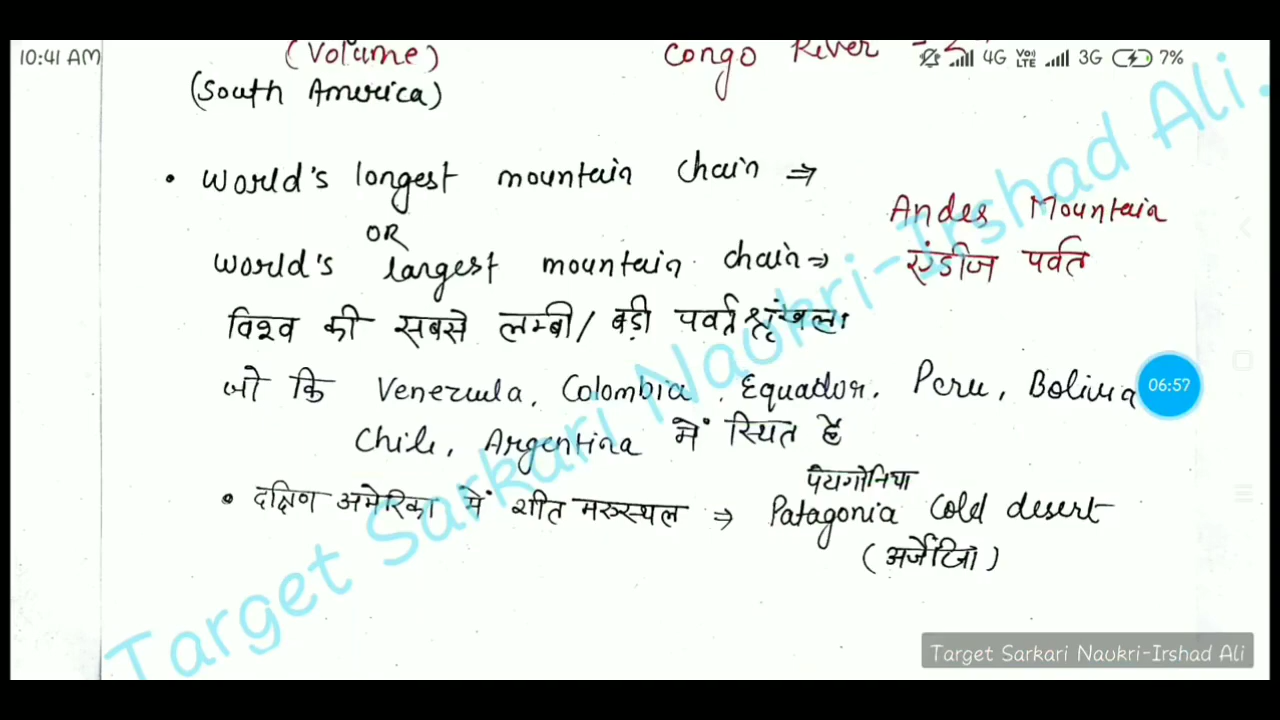 10:41 AM
4G VoLTE 3G 7%
(Volume) Congo River
(South America)
• World's longest mountain chain ⇒
Andes Mountain
OR
World's largest mountain chain ⇒ एंडीज पर्वत
विश्व की सबसे लम्बी/ बड़ी पर्वत श्रृंखला
जो कि Venezula, Colombia, Equador, Peru, Bolivia
06:57
Chile, Argentina में स्थित है
पेटागोनिया
• दक्षिण अमेरिका में शीत मरुस्थल ⇒ Patagonia Cold desert
(अर्जेंटिना)
Target Sarkari Naukri-Irshad Ali.
Target Sarkari Naukri-Irshad Ali